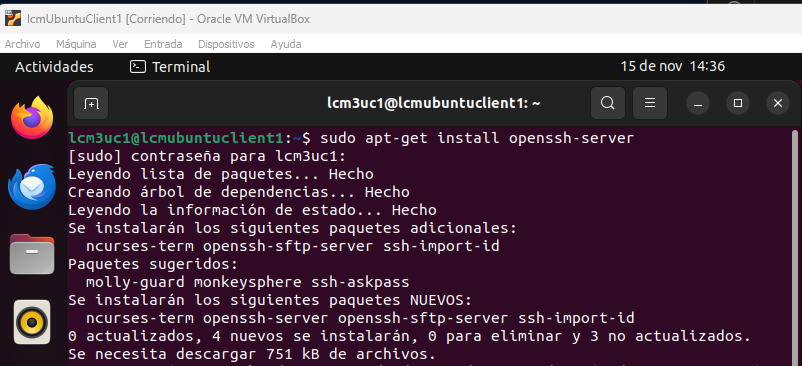 lcmUbuntuClient1 [Corriendo] - Oracle VM VirtualBox
Archivo Máquina Ver Entrada Dispositivos Ayuda
Actividades Terminal 15 de nov 14:36
lcm3uc1@lcmubuntuclient1: ~
lcm3uc1@lcmubuntuclient1:~$ sudo apt-get install openssh-server
[sudo] contraseña para lcm3uc1:
Leyendo lista de paquetes... Hecho
Creando árbol de dependencias... Hecho
Leyendo la información de estado... Hecho
Se instalarán los siguientes paquetes adicionales:
ncurses-term openssh-sftp-server ssh-import-id
Paquetes sugeridos:
molly-guard monkeysphere ssh-askpass
Se instalarán los siguientes paquetes NUEVOS:
ncurses-term openssh-server openssh-sftp-server ssh-import-id
0 actualizados, 4 nuevos se instalarán, 0 para eliminar y 3 no actualizados.
Se necesita descargar 751 kB de archivos.